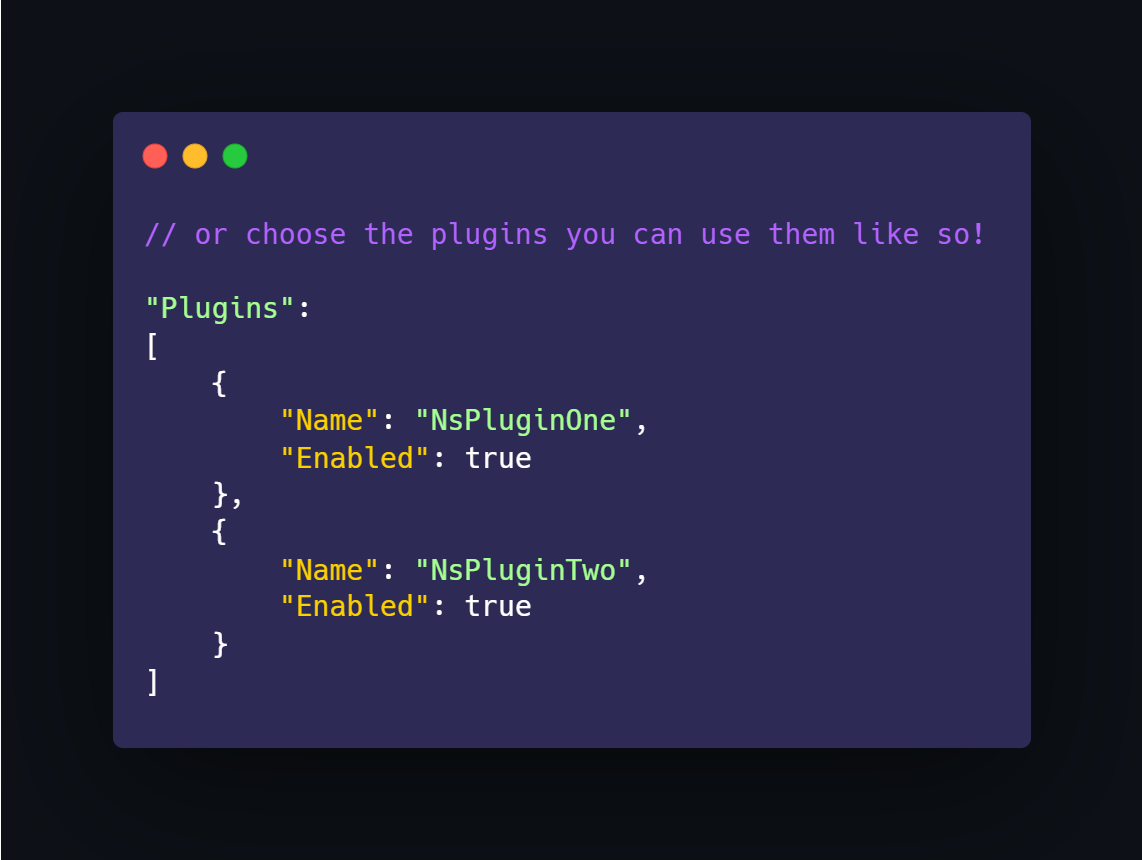 // or choose the plugins you can use them like so!
"Plugins":
[
    {
        "Name": "NsPluginOne",
        "Enabled": true
    },
    {
        "Name": "NsPluginTwo",
        "Enabled": true
    }
]